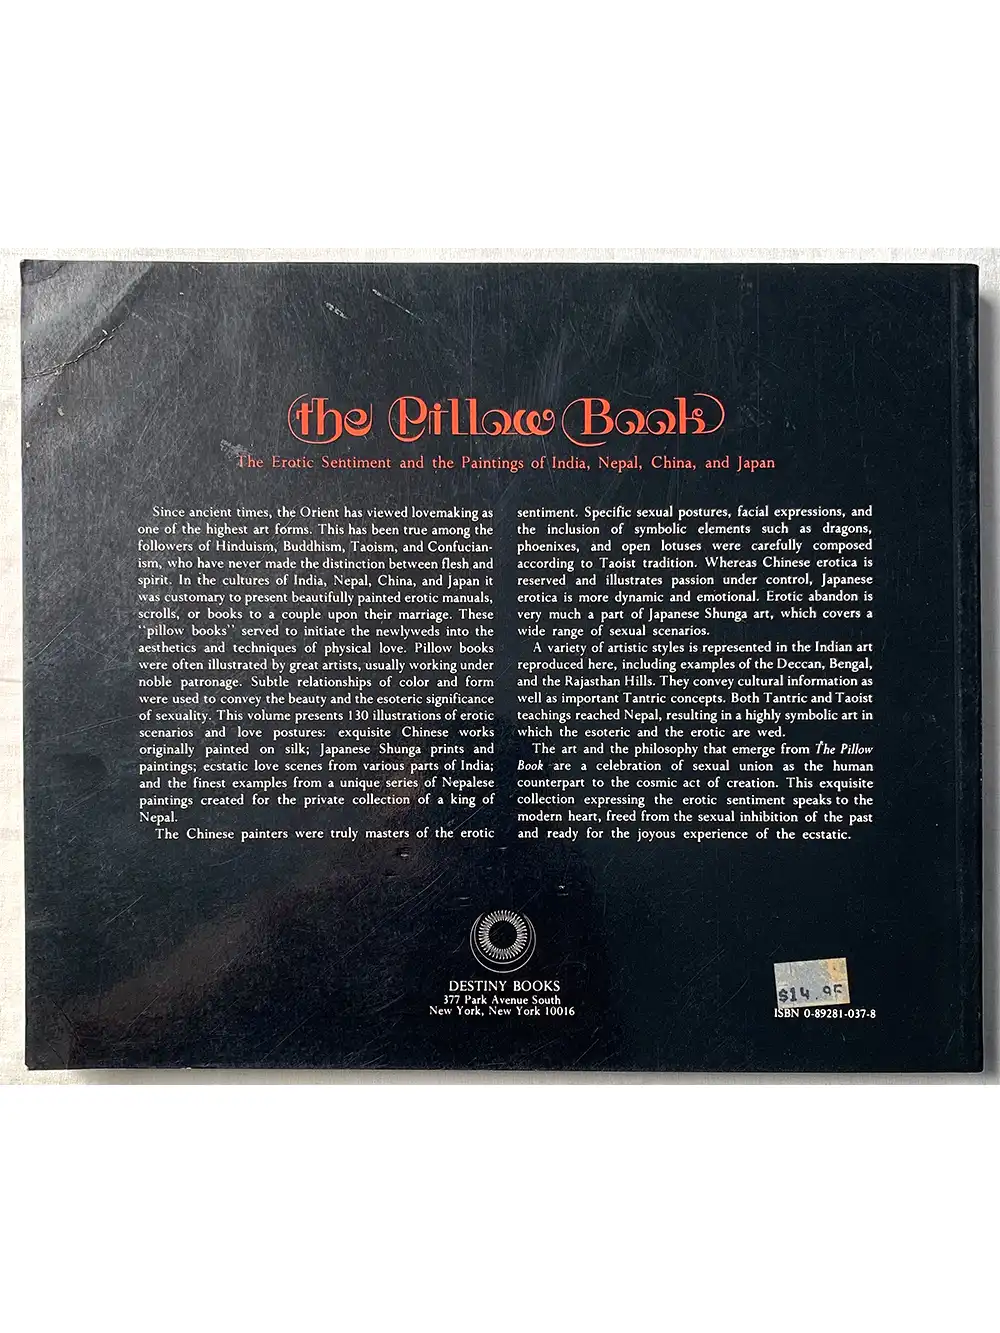 the Pillow Book
The Erotic Sentiment and the Paintings of India, Nepal, China, and Japan
Since ancient times, the Orient has viewed lovemaking as
one of the highest art forms. This has been true among the
followers of Hinduism, Buddhism, Taoism, and Confucian-
ism, who have never made the distinction between flesh and
spirit. In the cultures of India, Nepal, China, and Japan it
was customary to present beautifully painted erotic manuals,
scrolls, or books to a couple upon their marriage. These
"pillow books" served to initiate the newlyweds into the
aesthetics and techniques of physical love. Pillow books
were often illustrated by great artists, usually working under
noble patronage. Subtle relationships of color and form
were used to convey the beauty and the esoteric significance
of sexuality. This volume presents 130 illustrations of erotic
scenarios and love postures: exquisite Chinese works
originally painted on silk; Japanese Shunga prints and
paintings; ecstatic love scenes from various parts of India;
and the finest examples from a unique series of Nepalese
paintings created for the private collection of a king of
Nepal.
The Chinese painters were truly masters of the erotic
sentiment. Specific sexual postures, facial expressions, and
the inclusion of symbolic elements such as dragons,
phoenixes, and open lotuses were carefully composed
according to Taoist tradition. Whereas Chinese erotica is
reserved and illustrates passion under control, Japanese
erotica is more dynamic and emotional. Erotic abandon is
very much a part of Japanese Shunga art, which covers a
wide range of sexual scenarios.
A variety of artistic styles is represented in the Indian art
reproduced here, including examples of the Deccan, Bengal,
and the Rajasthan Hills. They convey cultural information as
well as important Tantric concepts. Both Tantric and Taoist
teachings reached Nepal, resulting in a highly symbolic art in
which the esoteric and the erotic are wed.
The art and the philosophy that emerge from The Pillow
Book are a celebration of sexual union as the human
counterpart to the cosmic act of creation. This exquisite
collection expressing the erotic sentiment speaks to the
modern heart, freed from the sexual inhibition of the past
and ready for the joyous experience of the ecstatic.
DESTINY BOOKS
377 Park Avenue South
New York, New York 10016
$14.95
ISBN 0-89281-037-8